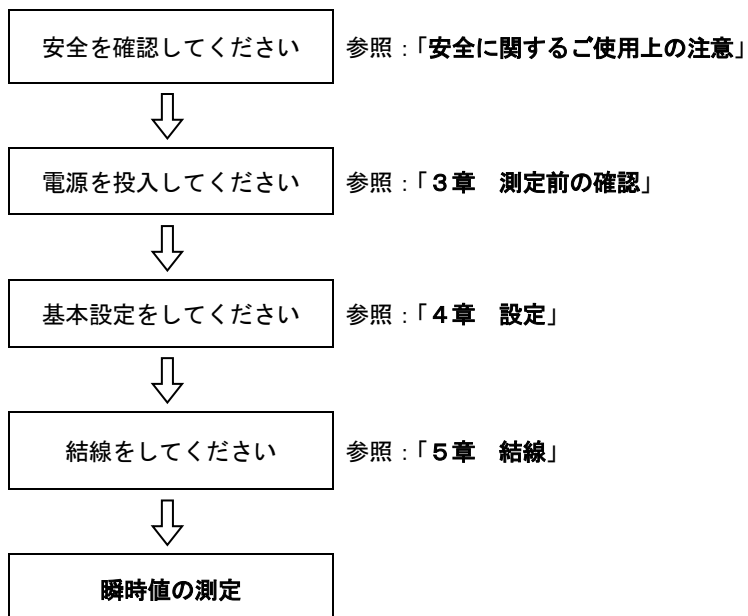 安全を確認してください 参照：「安全に関するご使用上の注意」
電源を投入してください 参照：「３章　測定前の確認」
基本設定をしてください 参照：「４章　設定」
結線をしてください 参照：「５章　結線」
瞬時値の測定